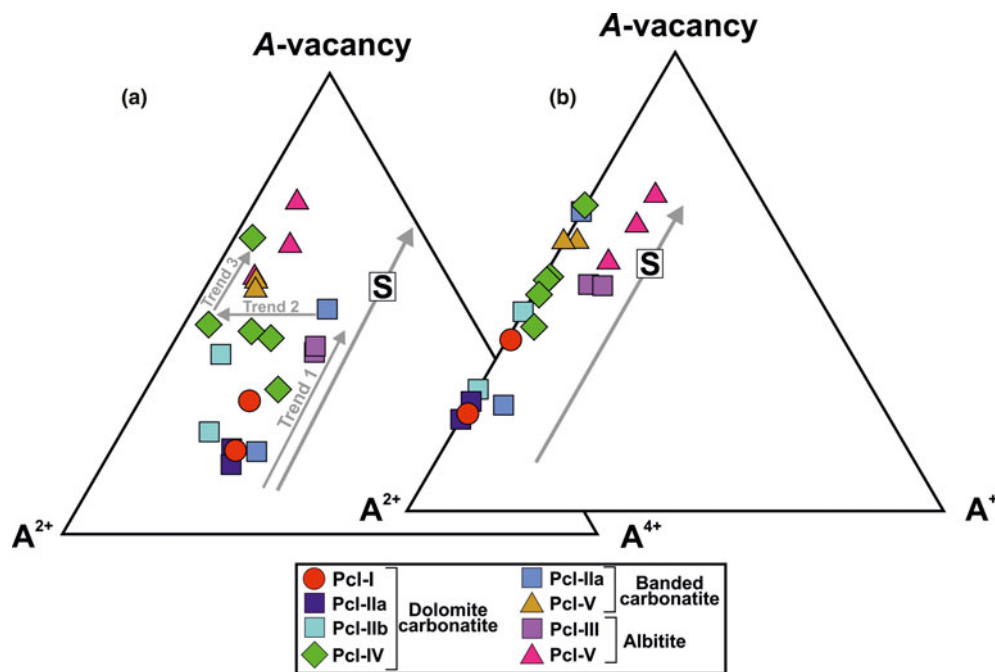 A-vacancy
(a)
S
Trend 3
Trend 2
Trend 1
A²⁺
A⁴⁺
A-vacancy
(b)
S
A²⁺
A⁺
Pcl-I
Pcl-IIa
Pcl-IIb
Pcl-IV
Dolomite
carbonatite
Pcl-IIa
Pcl-V
Banded
carbonatite
Pcl-III
Pcl-V
Albitite